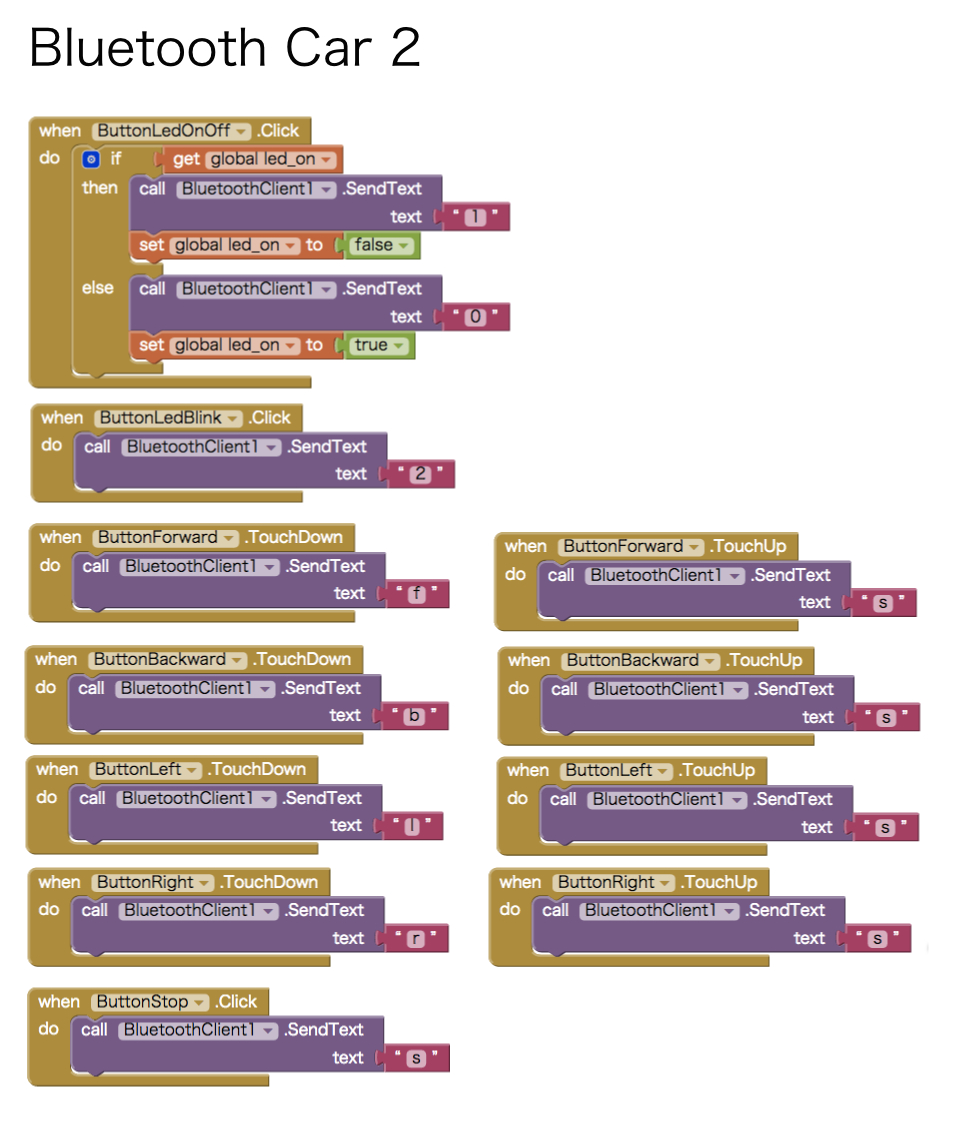 Bluetooth Car 2
when ButtonLedOnOff .Click
do if get global led_on
then call BluetoothClient1 .SendText
text " 1 "
set global led_on to false
else call BluetoothClient1 .SendText
text " 0 "
set global led_on to true
when ButtonLedBlink .Click
do call BluetoothClient1 .SendText
text " 2 "
when ButtonForward .TouchDown
do call BluetoothClient1 .SendText
text " f "
when ButtonForward .TouchUp
do call BluetoothClient1 .SendText
text " s "
when ButtonBackward .TouchDown
do call BluetoothClient1 .SendText
text " b "
when ButtonBackward .TouchUp
do call BluetoothClient1 .SendText
text " s "
when ButtonLeft .TouchDown
do call BluetoothClient1 .SendText
text " l "
when ButtonLeft .TouchUp
do call BluetoothClient1 .SendText
text " s "
when ButtonRight .TouchDown
do call BluetoothClient1 .SendText
text " r "
when ButtonRight .TouchUp
do call BluetoothClient1 .SendText
text " s "
when ButtonStop .Click
do call BluetoothClient1 .SendText
text " s "